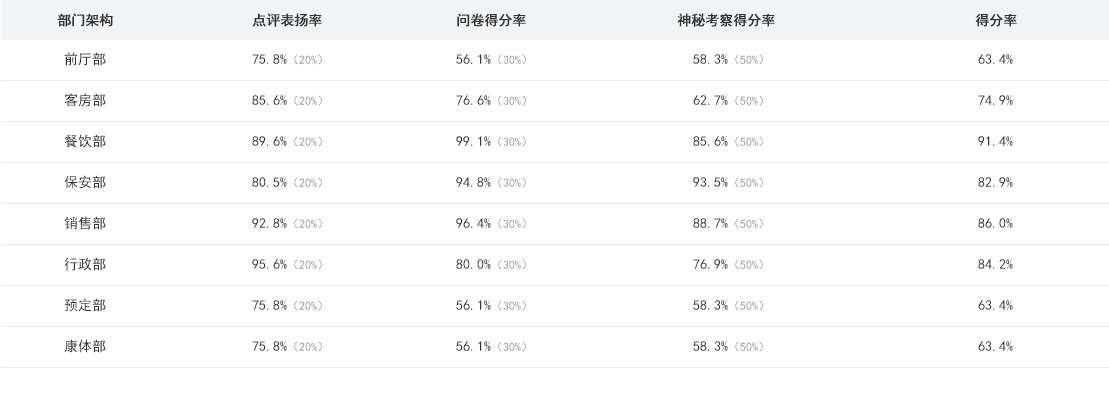 部门架构 点评表扬率 问卷得分率 神秘考察得分率 得分率
前厅部 75.8%（20%） 56.1%（30%） 58.3%（50%） 63.4%
客房部 85.6%（20%） 76.6%（30%） 62.7%（50%） 74.9%
餐饮部 89.6%（20%） 99.1%（30%） 85.6%（50%） 91.4%
保安部 80.5%（20%） 94.8%（30%） 93.5%（50%） 82.9%
销售部 92.8%（20%） 96.4%（30%） 88.7%（50%） 86.0%
行政部 95.6%（20%） 80.0%（30%） 76.9%（50%） 84.2%
预定部 75.8%（20%） 56.1%（30%） 58.3%（50%） 63.4%
康体部 75.8%（20%） 56.1%（30%） 58.3%（50%） 63.4%